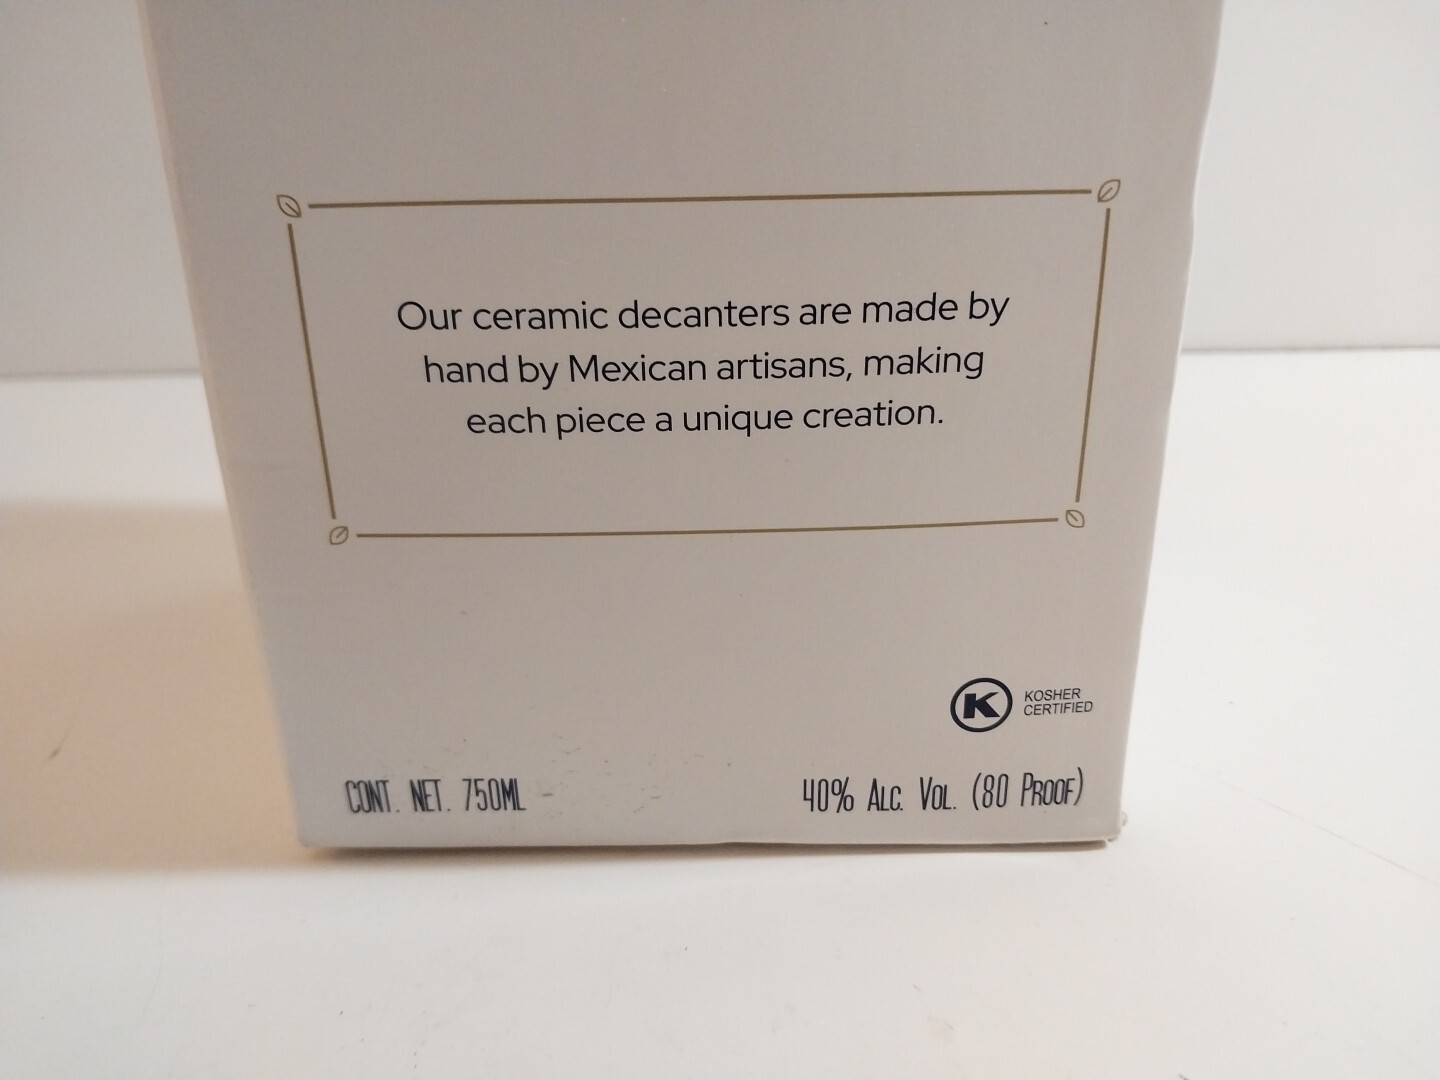 Our ceramic decanters are made by
hand by Mexican artisans, making
each piece a unique creation.
K
KOSHER
CERTIFIED
CONT. NET. 750ML
40% ALC. VOL. (80 PROOF)